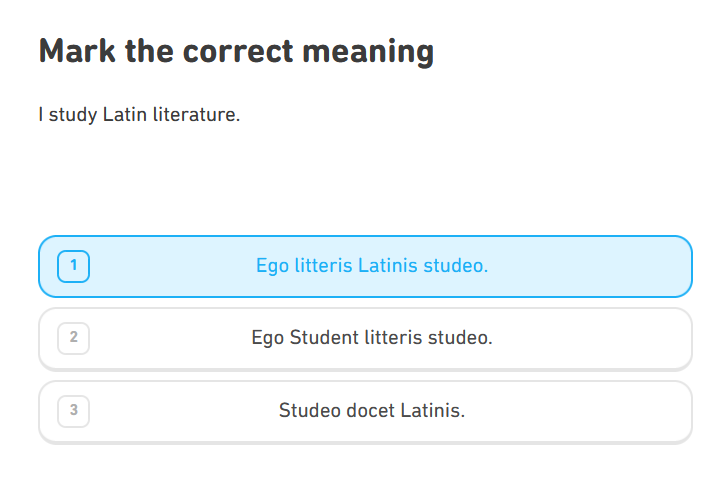 Mark the correct meaning
I study Latin literature.
1 Ego litteris Latinis studeo.
2 Ego Student litteris studeo.
3 Studeo docet Latinis.